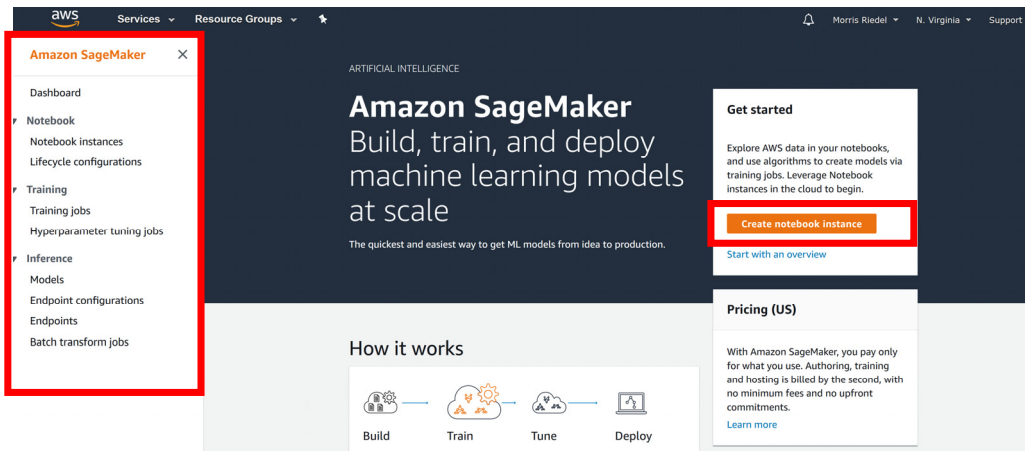 aws Services Resource Groups Morris Riedel N. Virginia Support
Amazon SageMaker
Dashboard
Notebook
Notebook instances
Lifecycle configurations
Training
Training jobs
Hyperparameter tuning jobs
Inference
Models
Endpoint configurations
Endpoints
Batch transform jobs
ARTIFICIAL INTELLIGENCE
Amazon SageMaker
Build, train, and deploy
machine learning models
at scale
The quickest and easiest way to get ML models from idea to production.
Get started
Explore AWS data in your notebooks,
and use algorithms to create models via
training jobs. Leverage Notebook
instances in the cloud to begin.
Create notebook instance
Start with an overview
Pricing (US)
With Amazon SageMaker, you pay only
for what you use. Authoring, training
and hosting is billed by the second, with
no minimum fees and no upfront
commitments.
Learn more
How it works
Build Train Tune Deploy